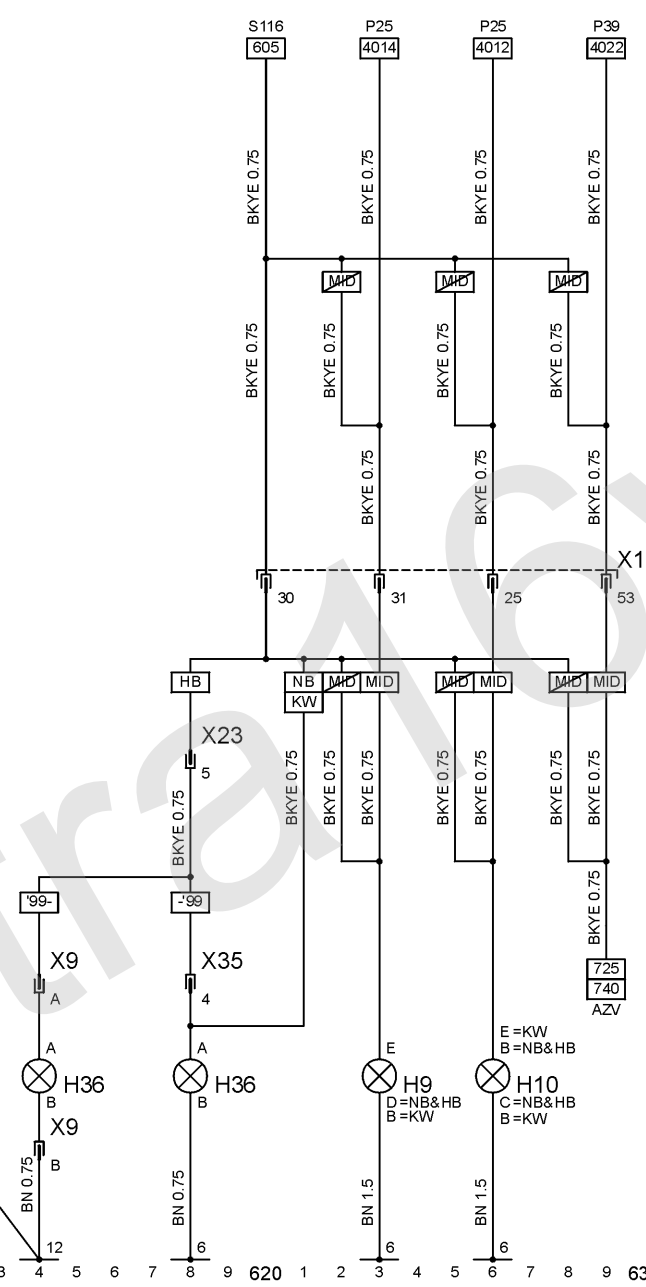 S116 P25 P25 P39
605 4014 4012 4022
BKYE 0.75 BKYE 0.75 BKYE 0.75 BKYE 0.75
MID MID MID
BKYE 0.75 BKYE 0.75 BKYE 0.75 BKYE 0.75
BKYE 0.75 BKYE 0.75 BKYE 0.75
X1
30 31 25 53
HB NB MID MID MID MID MID MID
KW
X23
5
BKYE 0.75 BKYE 0.75 BKYE 0.75 BKYE 0.75 BKYE 0.75 BKYE 0.75 BKYE 0.75 BKYE 0.75
'99- -'99
BKYE 0.75
X9 X35
A 4
725
740
AZV
E=KW
A A E B=NB&HB
H36 H36 H9 H10
B B D=NB&HB C=NB&HB
B=KW B=KW
X9
B
BN 0.75 BN 0.75 BN 1.5 BN 1.5
12 6 6 6
3 4 5 6 7 8 9 620 1 2 3 4 5 6 7 8 9 63